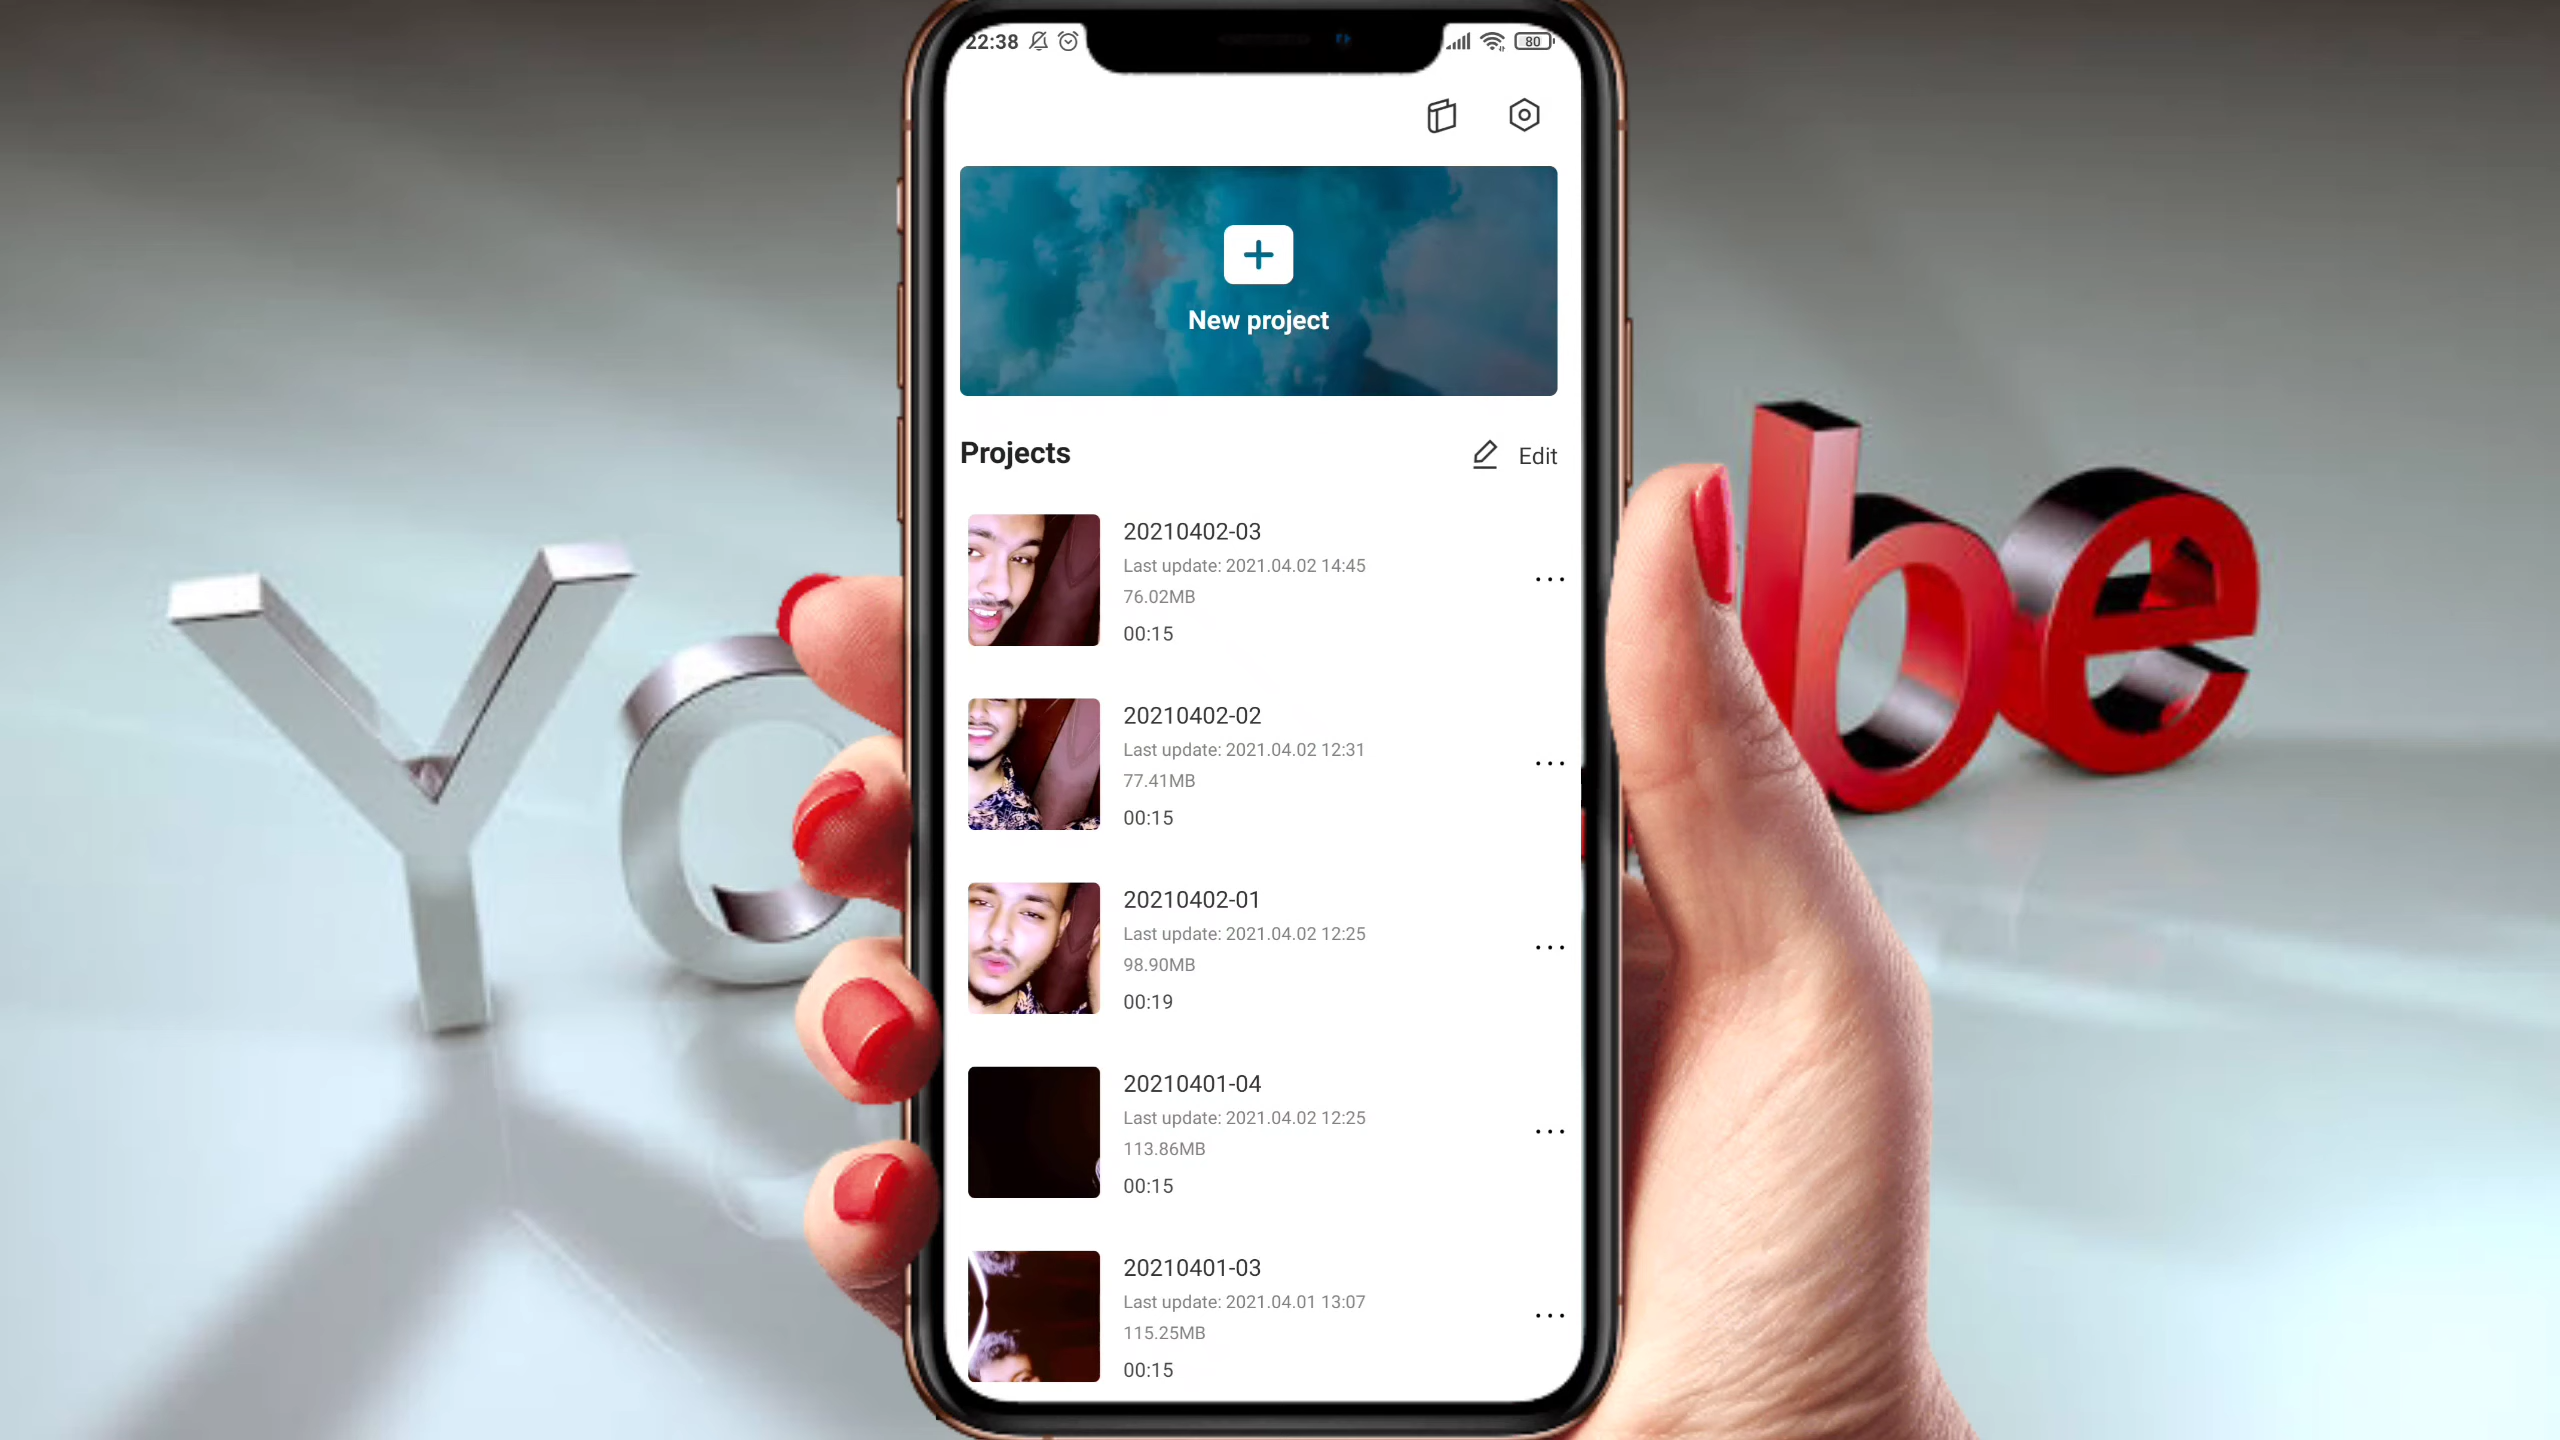 22:38
80
New project
Projects
Edit
20210402-03
Last update: 2021.04.02 14:45
76.02MB
00:15
20210402-02
Last update: 2021.04.02 12:31
77.41MB
00:15
20210402-01
Last update: 2021.04.02 12:25
98.90MB
00:19
20210401-04
Last update: 2021.04.02 12:25
113.86MB
00:15
20210401-03
Last update: 2021.04.01 13:07
115.25MB
00:15
Yo
be